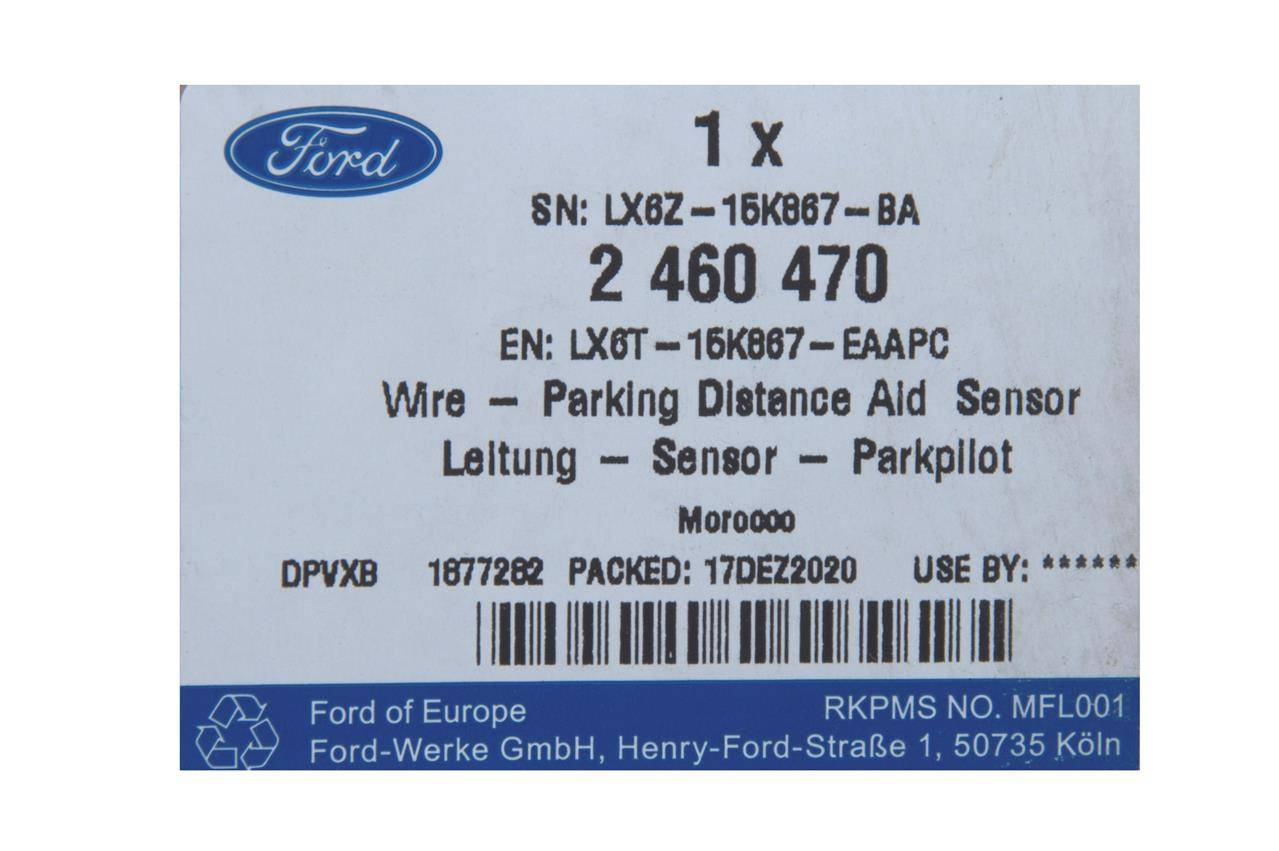 Ford
1 x
SN: LX6Z-15K867-BA
2 460 470
EN: LX6T-15K867-EAAPC
Wire - Parking Distance Aid Sensor
Leitung - Sensor - Parkpilot
Morocco
DPVXB 1677282 PACKED: 17DEZ2020 USE BY: ******
Ford of Europe RKPMS NO. MFL001
Ford-Werke GmbH, Henry-Ford-Straße 1, 50735 Köln